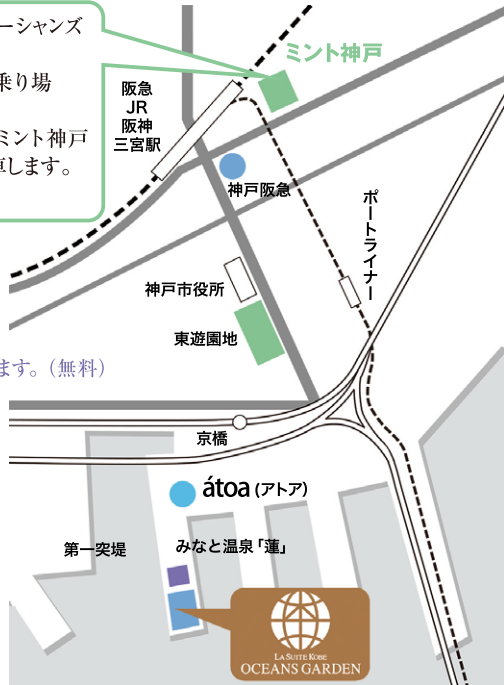 ーシャンズ
乗り場
ミント神戸
車します。
ミント神戸
阪急
JR
阪神
三宮駅
神戸阪急
ポートライナー
神戸市役所
東遊園地
ます。(無料)
京橋
átoa (アトア)
第一突堤
みなと温泉「蓮」
LA SUITE KOBE
OCEANS GARDEN